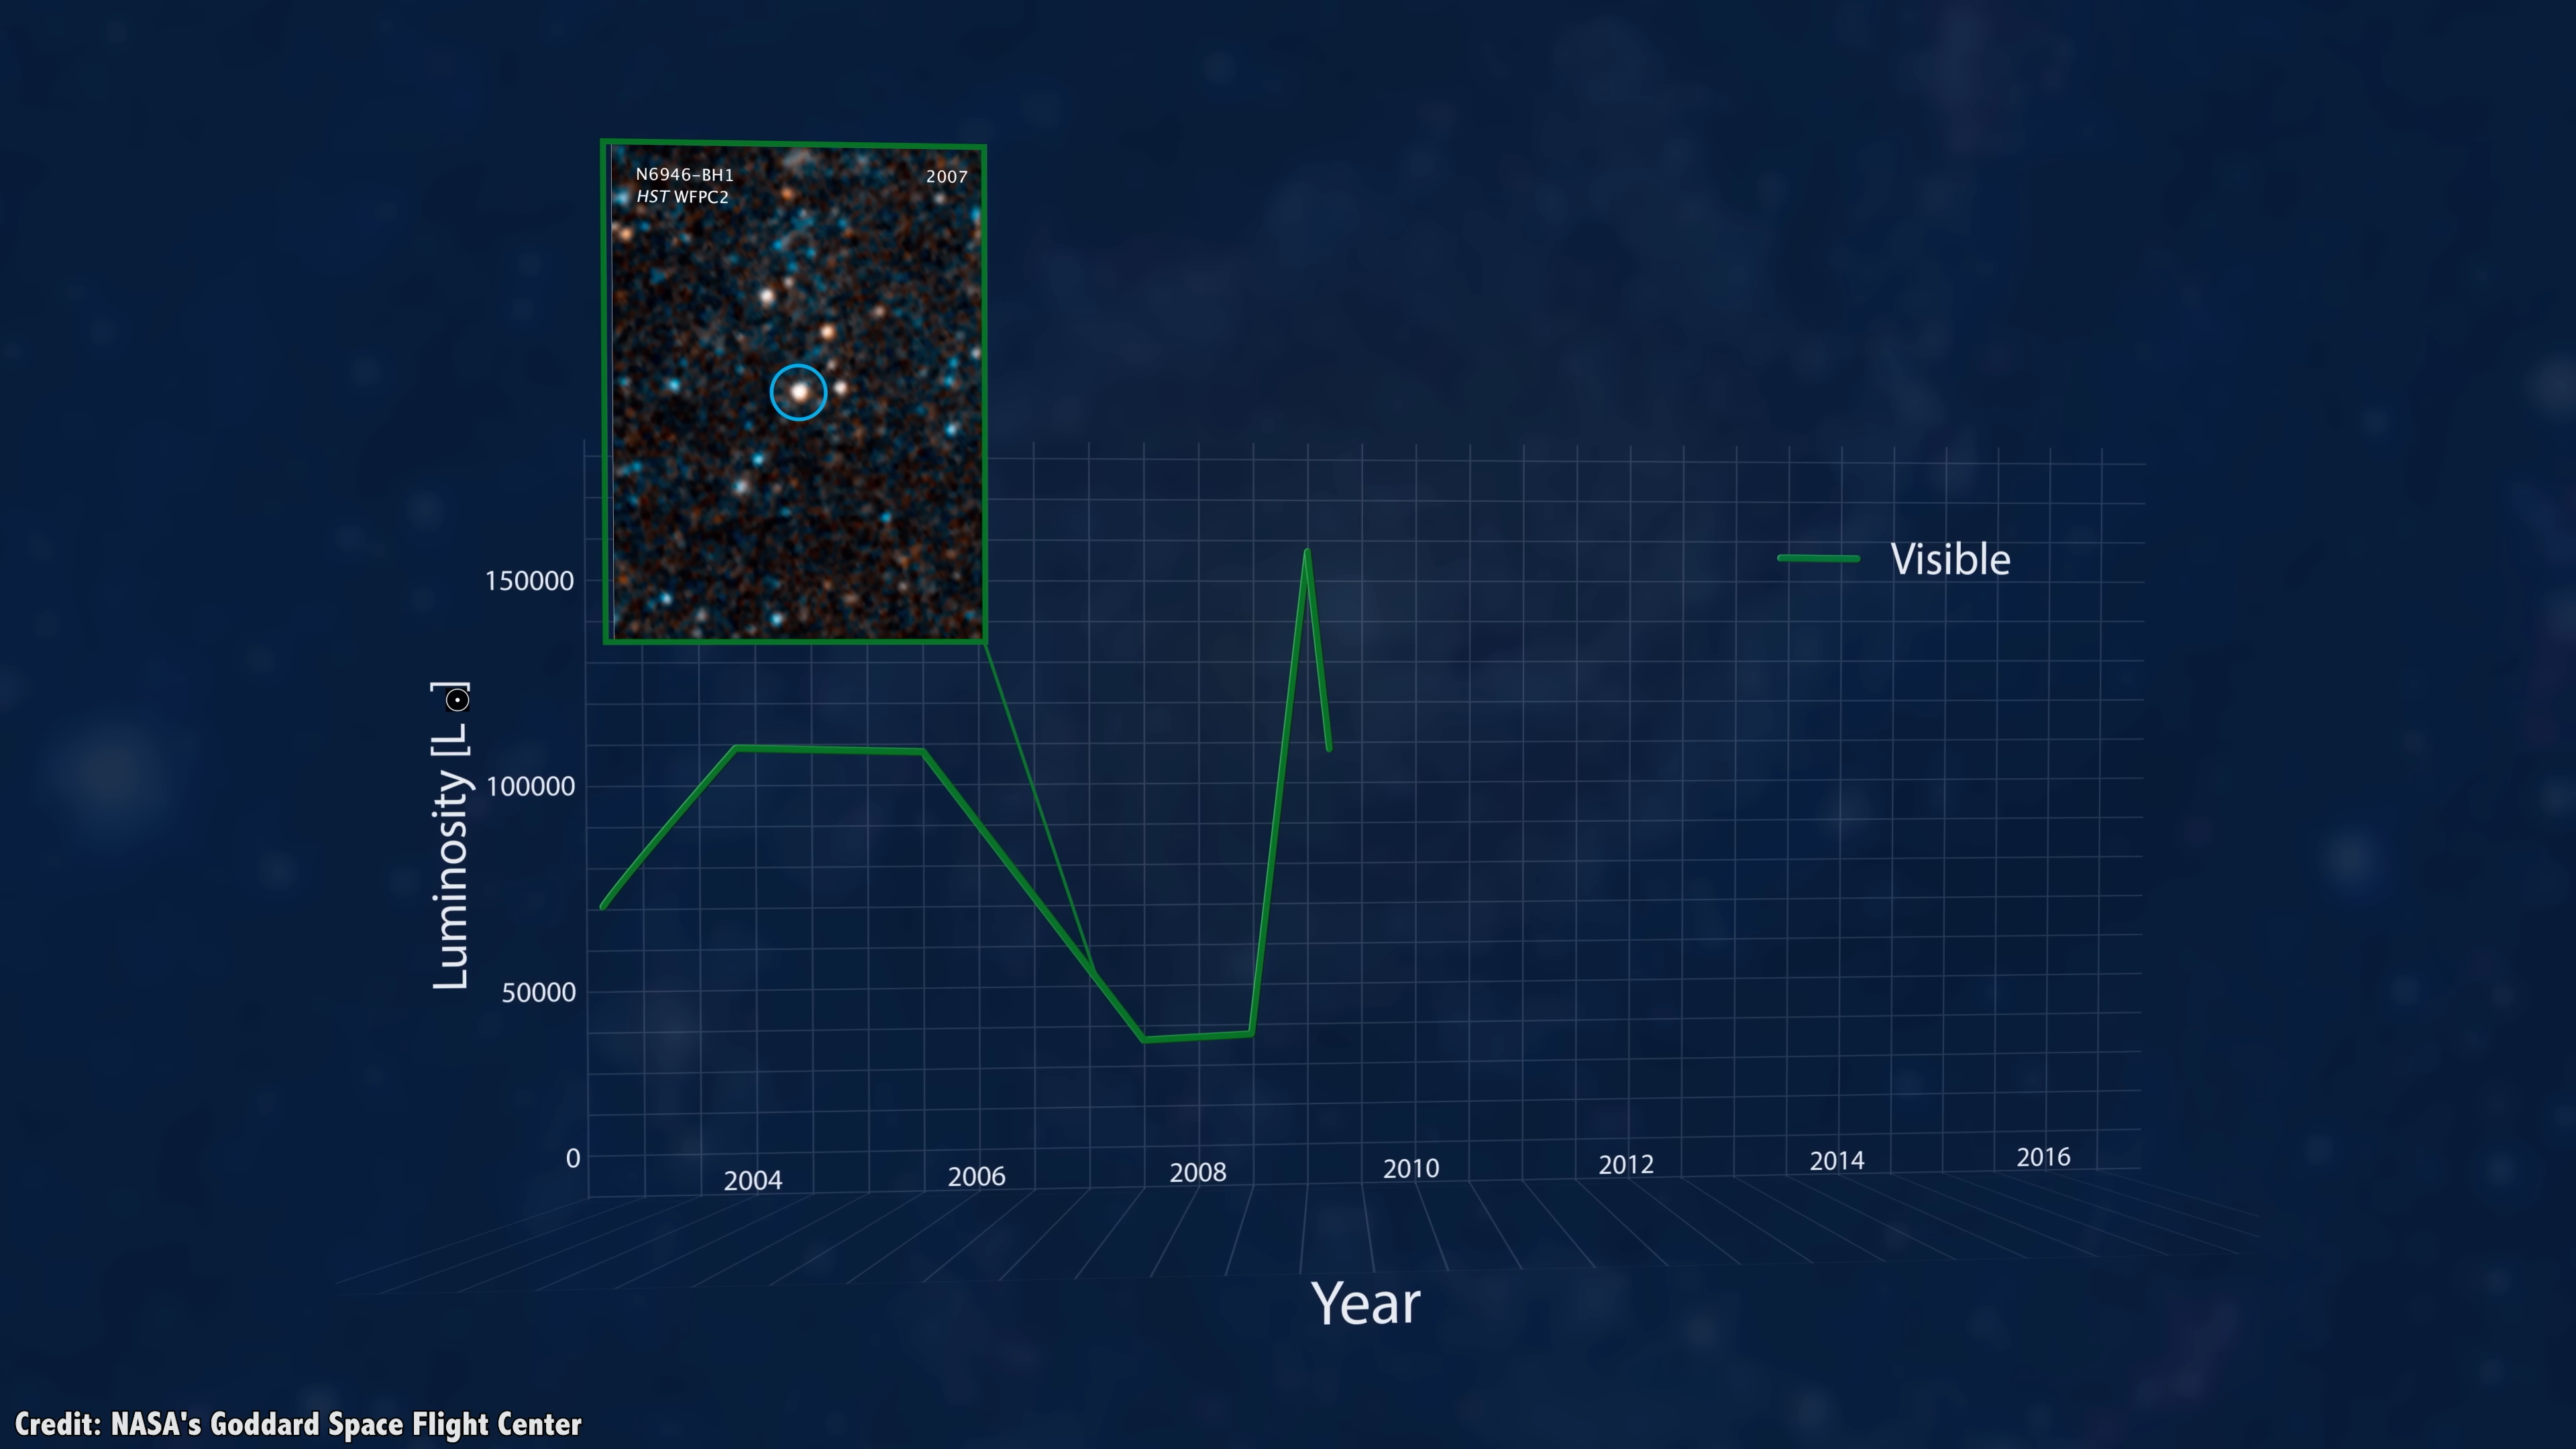 N6946-BH1
2007
HST WFPC2
Visible
150000
100000
50000
0
Luminosity [L ☉]
2004
2006
2008
2010
2012
2014
2016
Year
Credit: NASA's Goddard Space Flight Center